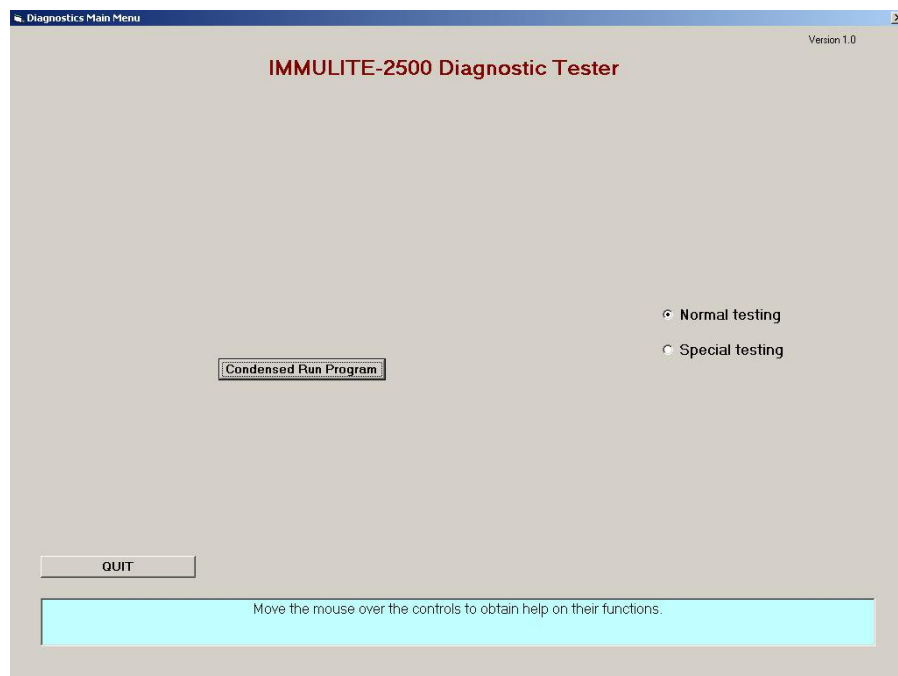 Diagnostics Main Menu
Version 1.0
IMMULITE-2500 Diagnostic Tester
Normal testing
Special testing
Condensed Run Program
QUIT
Move the mouse over the controls to obtain help on their functions.